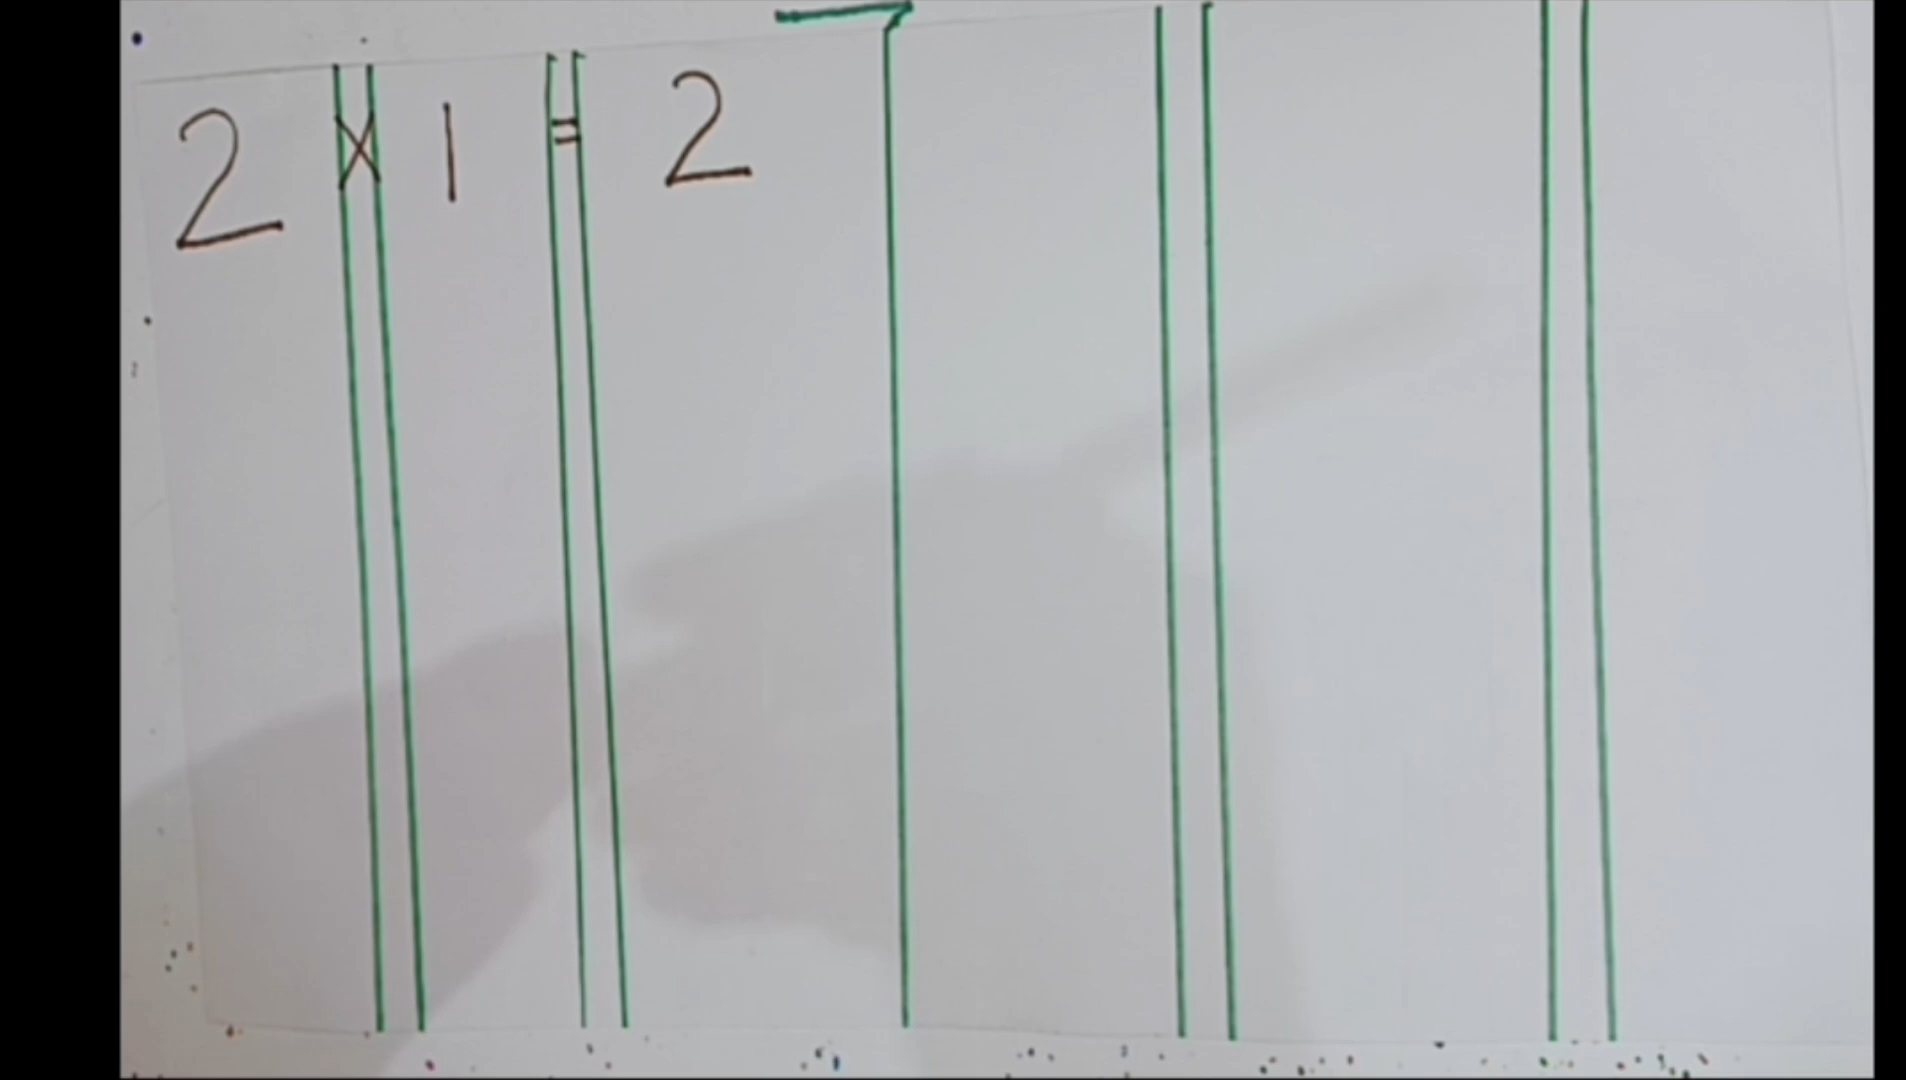 2 × 1 = 2